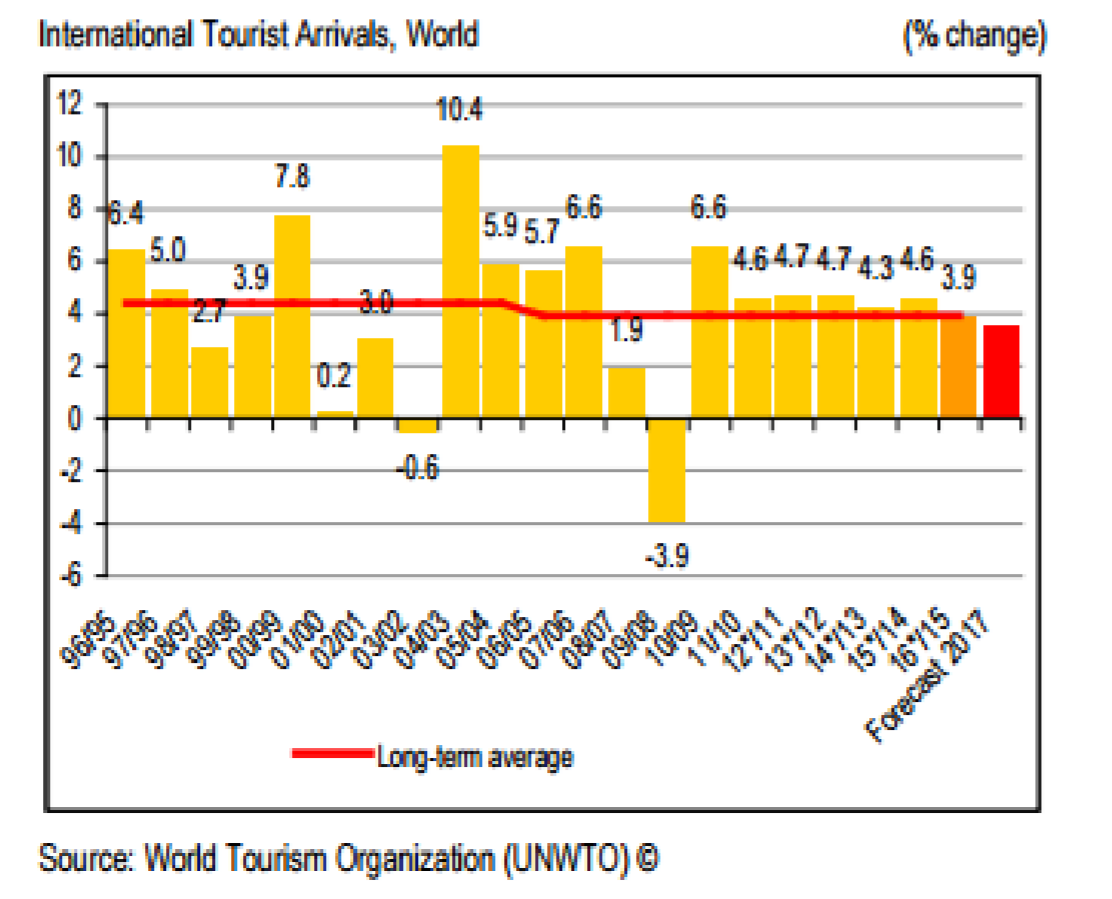 International Tourist Arrivals, World (% change)
12
10.4
10
7.8
8
6.4 5.0 2.7 3.9 0.2 3.0 -0.6 5.9 5.7 6.6 1.9 -3.9 6.6 4.6 4.7 4.7 4.3 4.6 3.9
6
4
2
0
-2
-4
-6
96/95 97/96 98/97 99/98 00/99 01/00 02/01 03/02 04/03 05/04 06/05 07/06 08/07 09/08 10/09 11/10 12*/11 13*/12 14*/13 15*/14 16*/15 Forecast 2017
Long-term average
Source: World Tourism Organization (UNWTO) ©